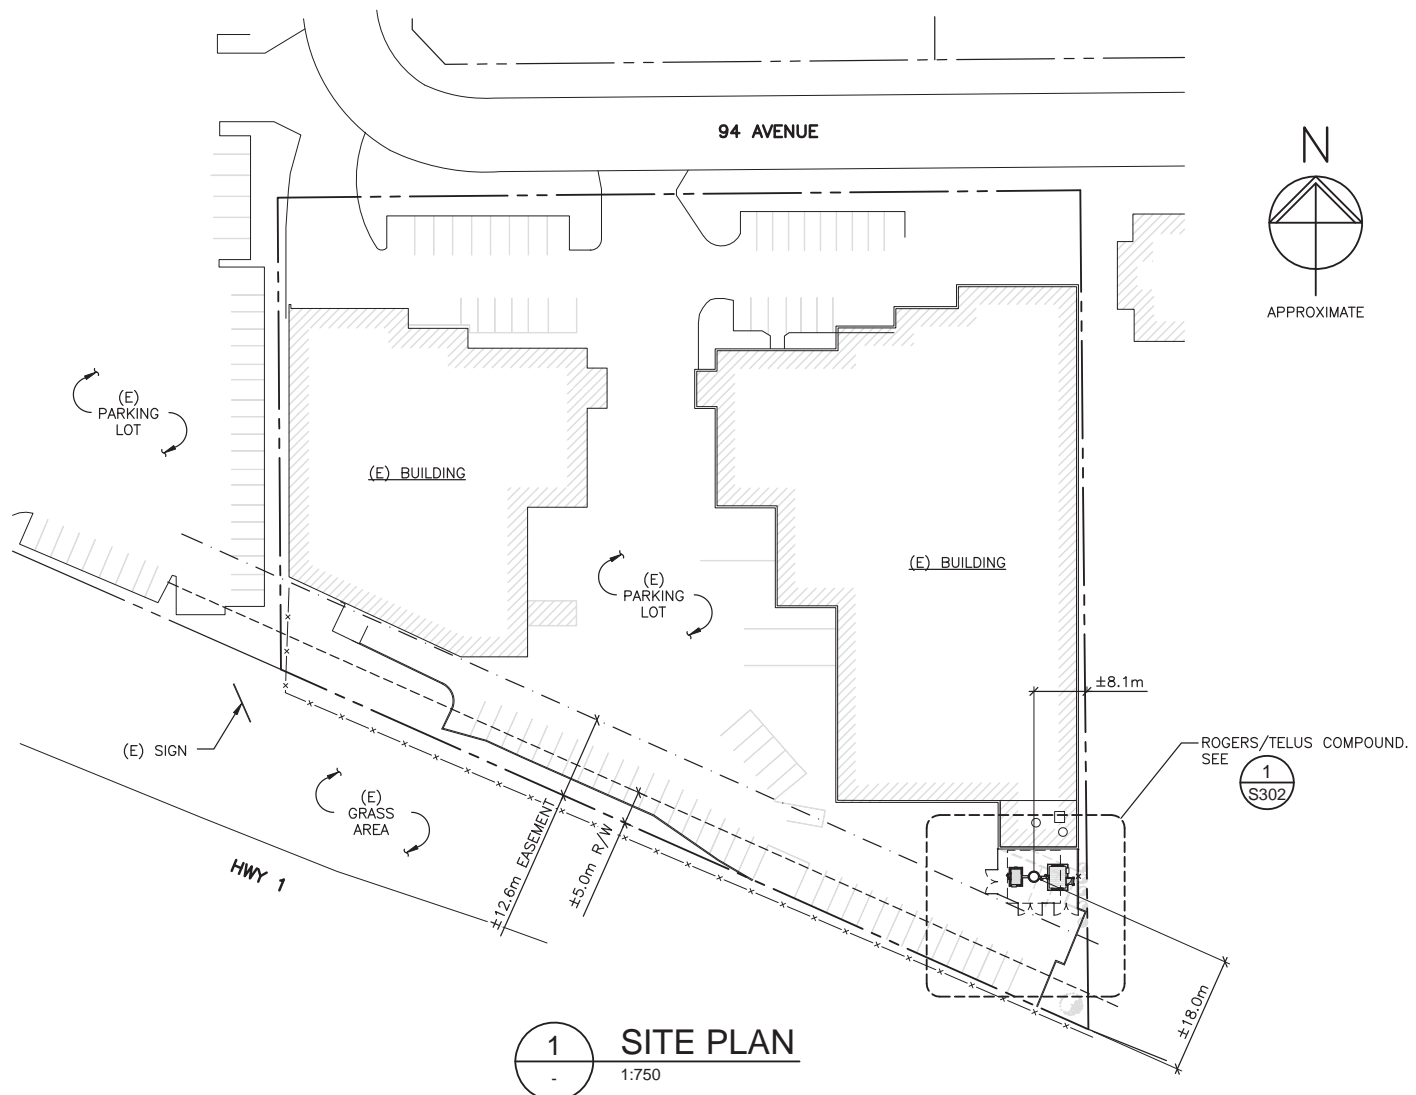 94 AVENUE
N
APPROXIMATE
(E)
PARKING
LOT
(E) BUILDING
(E) BUILDING
(E)
PARKING
LOT
±8.1m
(E) SIGN
ROGERS/TELUS COMPOUND.
SEE
1
S302
(E)
GRASS
AREA
HWY 1
±12.6m EASEMENT
±5.0m R/W
±18.0m
1
-
SITE PLAN
1:750